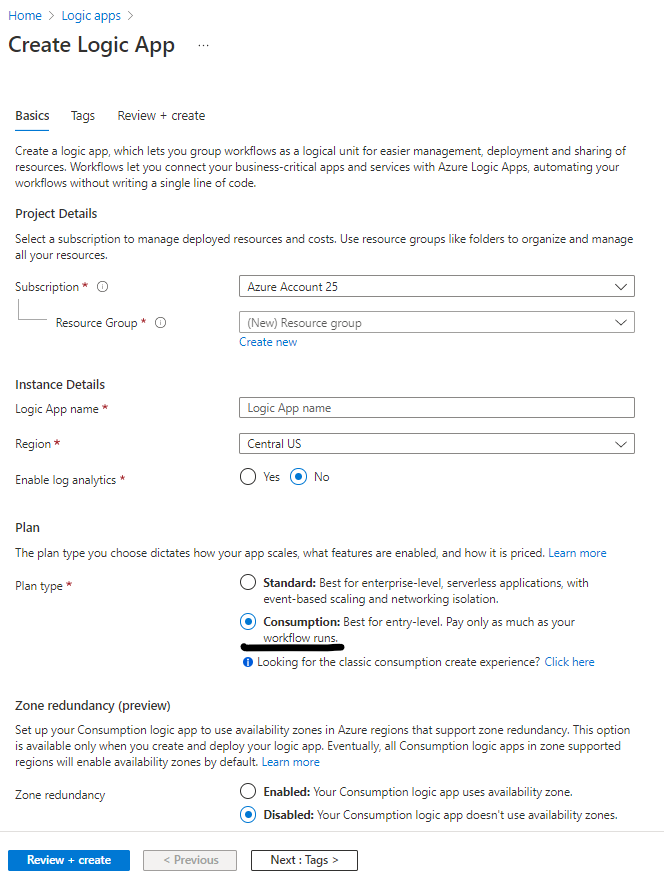 Home > Logic apps >
Create Logic App ...
Basics Tags Review + create
Create a logic app, which lets you group workflows as a logical unit for easier management, deployment and sharing of
resources. Workflows let you connect your business-critical apps and services with Azure Logic Apps, automating your
workflows without writing a single line of code.
Project Details
Select a subscription to manage deployed resources and costs. Use resource groups like folders to organize and manage
all your resources.
Subscription * Azure Account 25
Resource Group * (New) Resource group
Create new
Instance Details
Logic App name * Logic App name
Region * Central US
Enable log analytics * Yes No
Plan
The plan type you choose dictates how your app scales, what features are enabled, and how it is priced. Learn more
Plan type * Standard: Best for enterprise-level, serverless applications, with
event-based scaling and networking isolation.
Consumption: Best for entry-level. Pay only as much as your
workflow runs.
Looking for the classic consumption create experience? Click here
Zone redundancy (preview)
Set up your Consumption logic app to use availability zones in Azure regions that support zone redundancy. This option
is available only when you create and deploy your logic app. Eventually, all Consumption logic apps in zone supported
regions will enable availability zones by default. Learn more
Zone redundancy Enabled: Your Consumption logic app uses availability zone.
Disabled: Your Consumption logic app doesn't use availability zones.
Review + create < Previous Next : Tags >